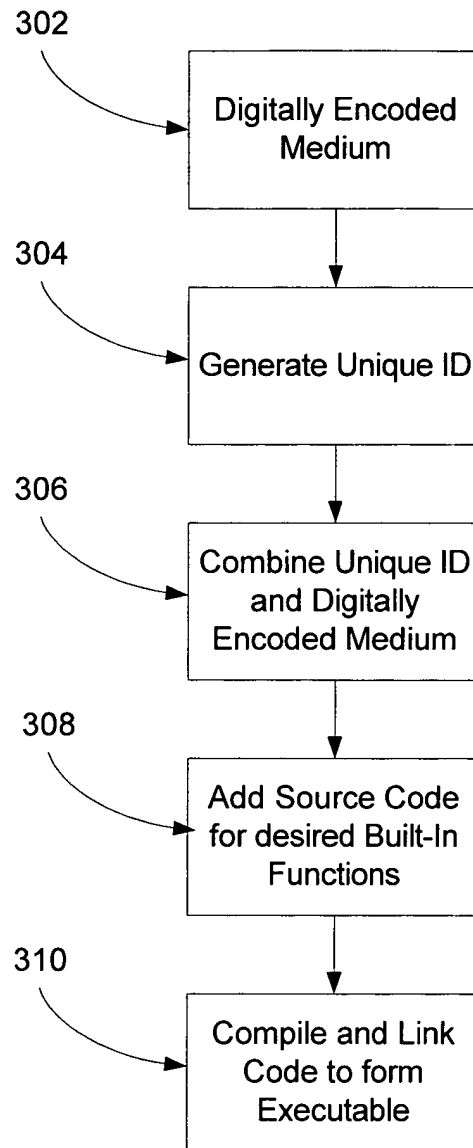 302
Digitally Encoded
Medium
304
Generate Unique ID
306
Combine Unique ID
and Digitally
Encoded Medium
308
Add Source Code
for desired Built-In
Functions
310
Compile and Link
Code to form
Executable